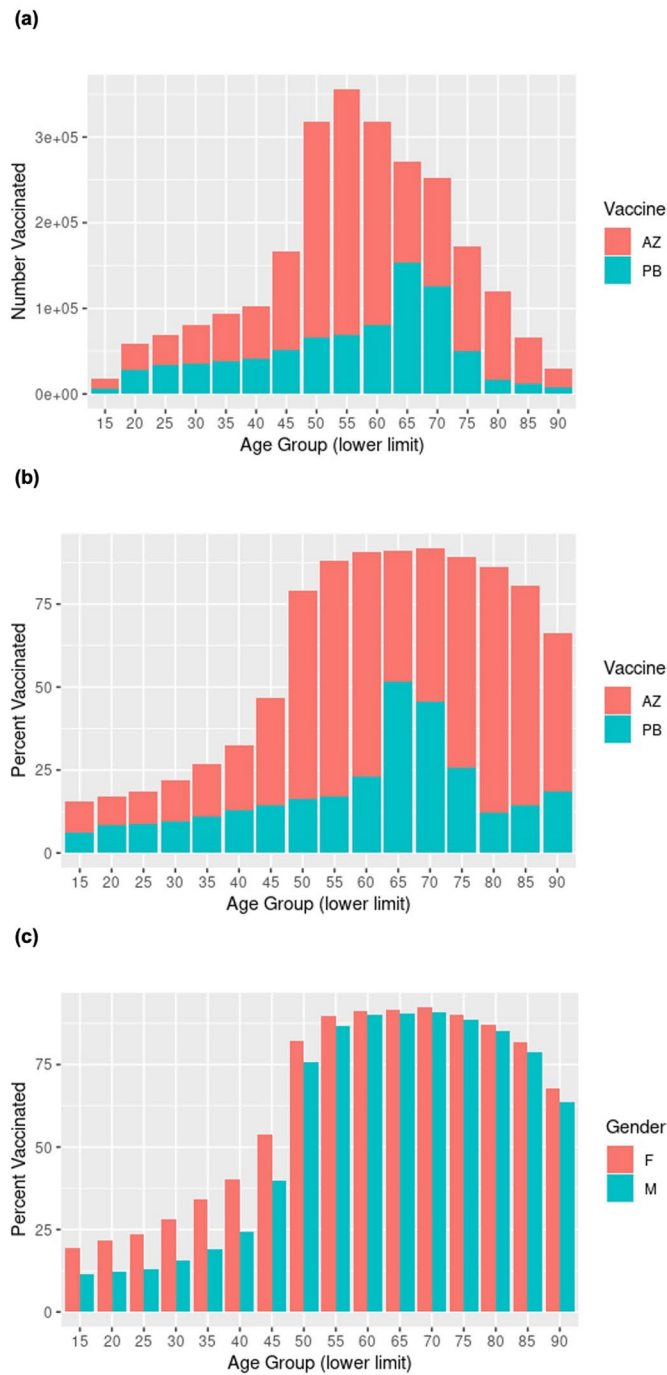 (a)
Number Vaccinated
3e+05
2e+05
1e+05
0e+00
15 20 25 30 35 40 45 50 55 60 65 70 75 80 85 90
Age Group (lower limit)
Vaccine
AZ
PB
(b)
Percent Vaccinated
75
50
25
0
15 20 25 30 35 40 45 50 55 60 65 70 75 80 85 90
Age Group (lower limit)
Vaccine
AZ
PB
(c)
Percent Vaccinated
75
50
25
0
15 20 25 30 35 40 45 50 55 60 65 70 75 80 85 90
Age Group (lower limit)
Gender
F
M